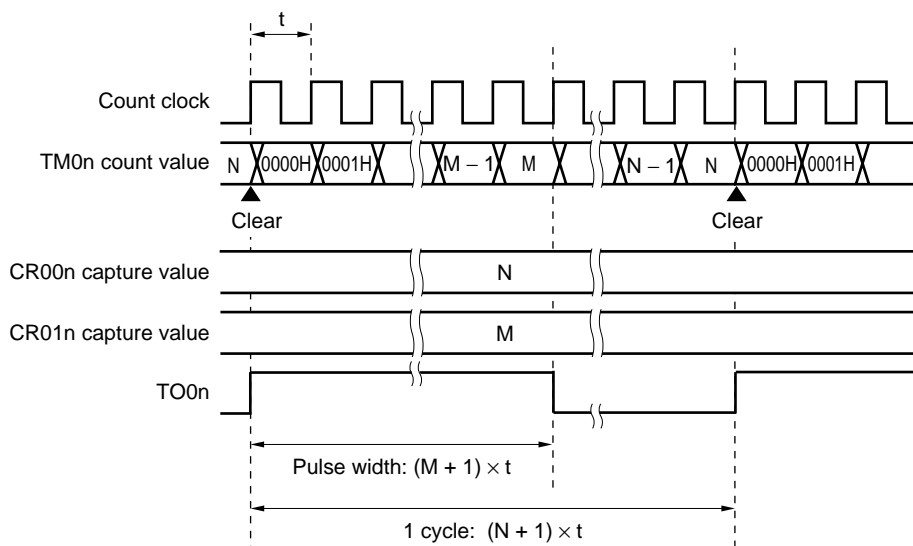 t
Count clock
TM0n count value N 0000H 0001H M – 1 M N – 1 N 0000H 0001H
Clear Clear
CR00n capture value N
CR01n capture value M
TO0n
Pulse width: (M + 1) × t
1 cycle: (N + 1) × t